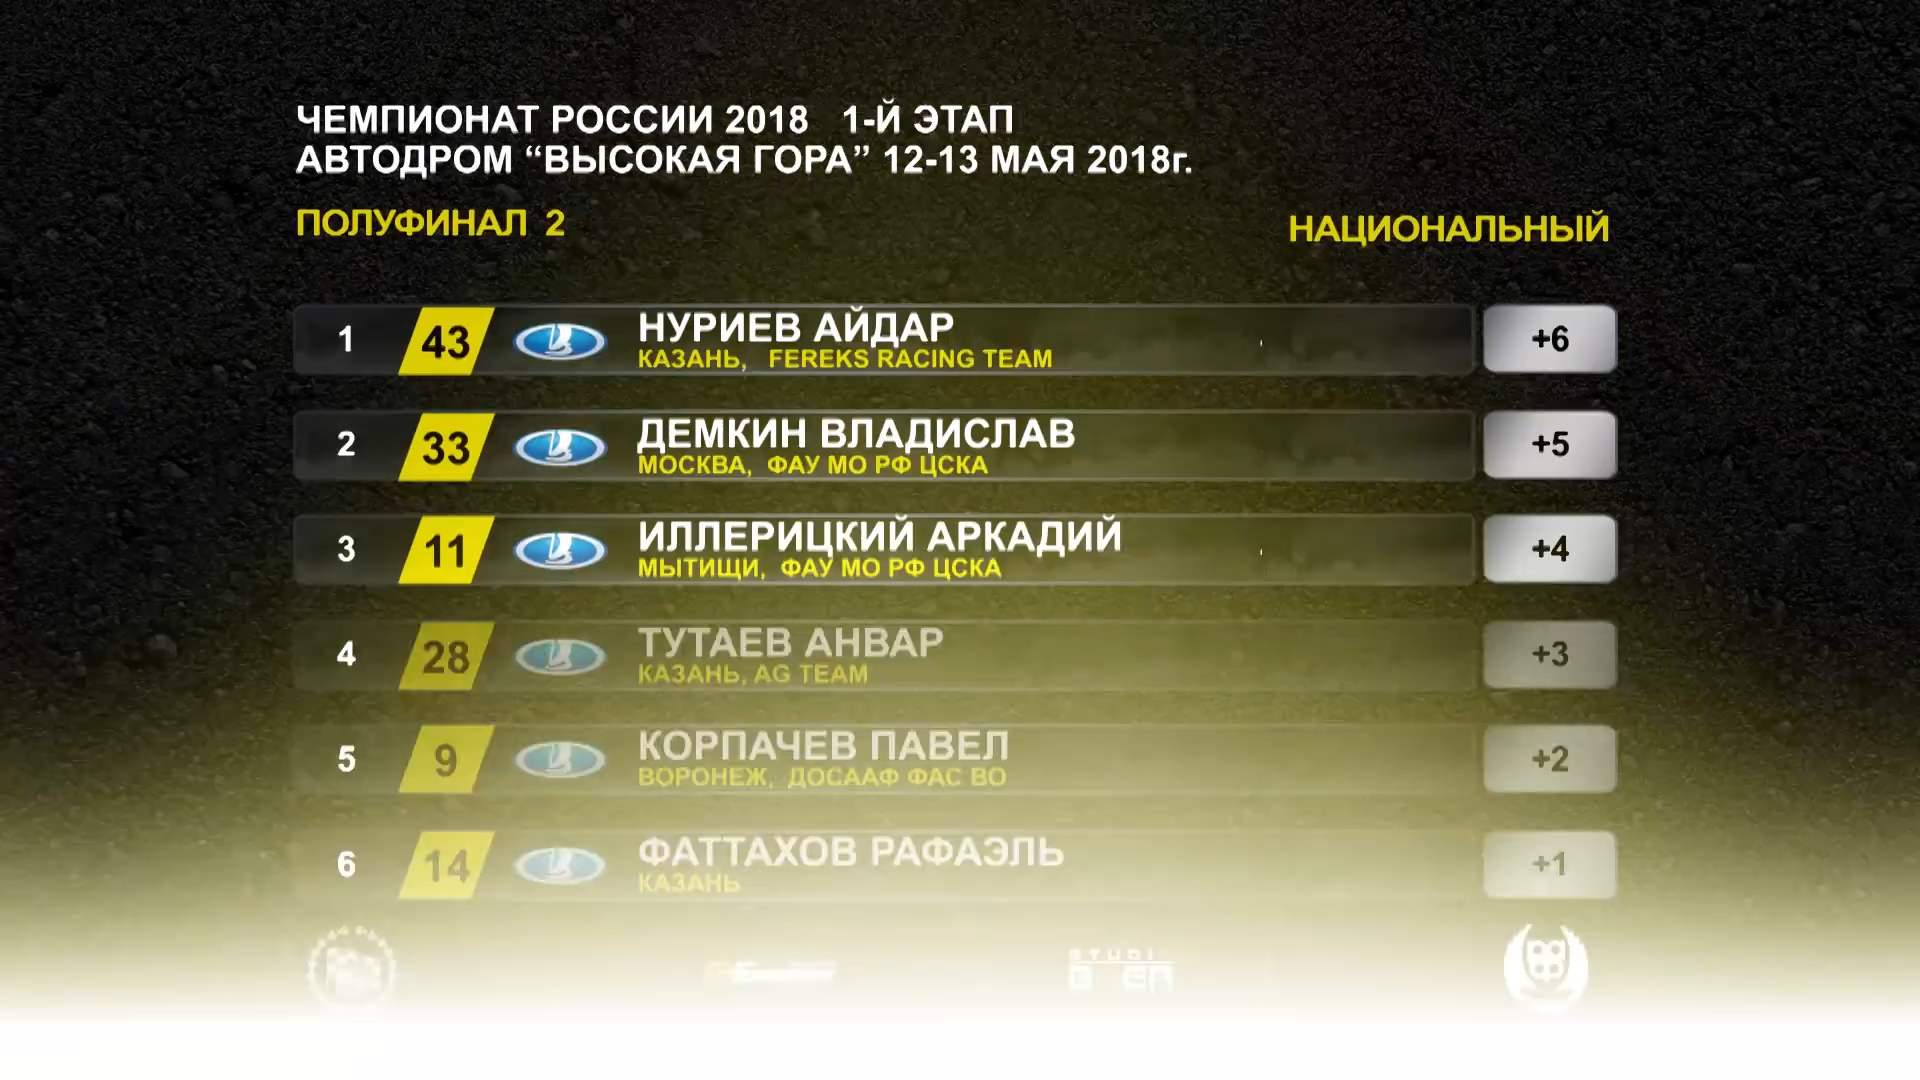 ЧЕМПИОНАТ РОССИИ 2018 1-Й ЭТАП
АВТОДРОМ “ВЫСОКАЯ ГОРА” 12-13 МАЯ 2018г.
ПОЛУФИНАЛ 2
НАЦИОНАЛЬНЫЙ
1 43 НУРИЕВ АЙДАР +6
КАЗАНЬ, FEREKS RACING TEAM
2 33 ДЕМКИН ВЛАДИСЛАВ +5
МОСКВА, ФАУ МО РФ ЦСКА
3 11 ИЛЛЕРИЦКИЙ АРКАДИЙ +4
МЫТИЩИ, ФАУ МО РФ ЦСКА
4 28 ТУТАЕВ АНВАР +3
КАЗАНЬ, AG TEAM
5 9 КОРПАЧЕВ ПАВЕЛ +2
ВОРОНЕЖ, ДОСААФ ФАС ВО
6 14 ФАТТАХОВ РАФАЭЛЬ +1
КАЗАНЬ